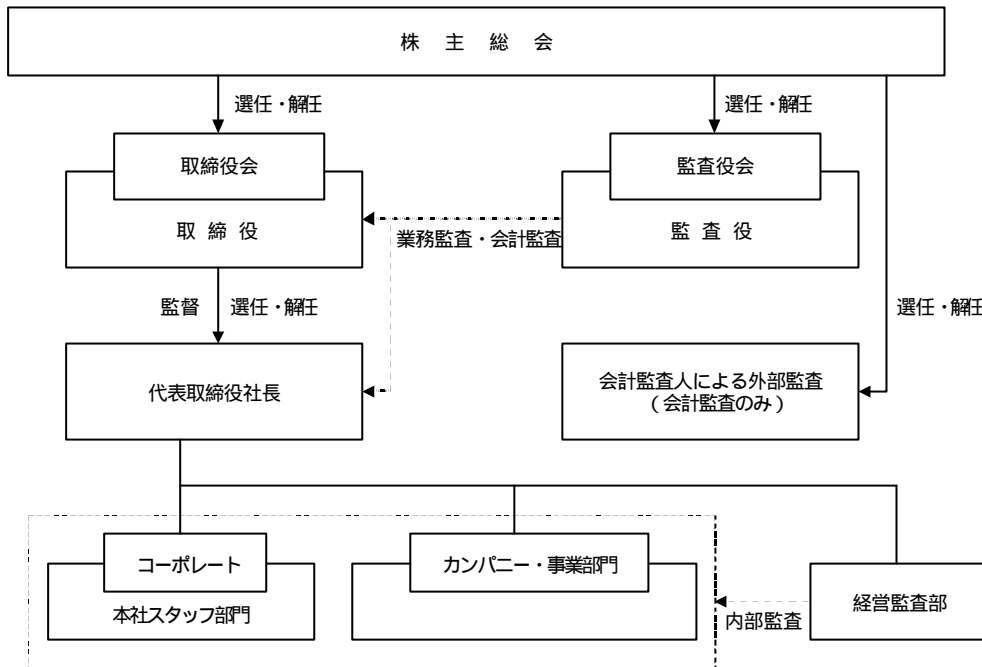 株 主 総 会
選任・解任
選任・解任
取締役会
監査役会
取 締 役
監 査 役
業務監査・会計監査
監督
選任・解任
選任・解任
代表取締役社長
会計監査人による外部監査
（会計監査のみ）
コーポレート
カンパニー・事業部門
本社スタッフ部門
経営監査部
内部監査